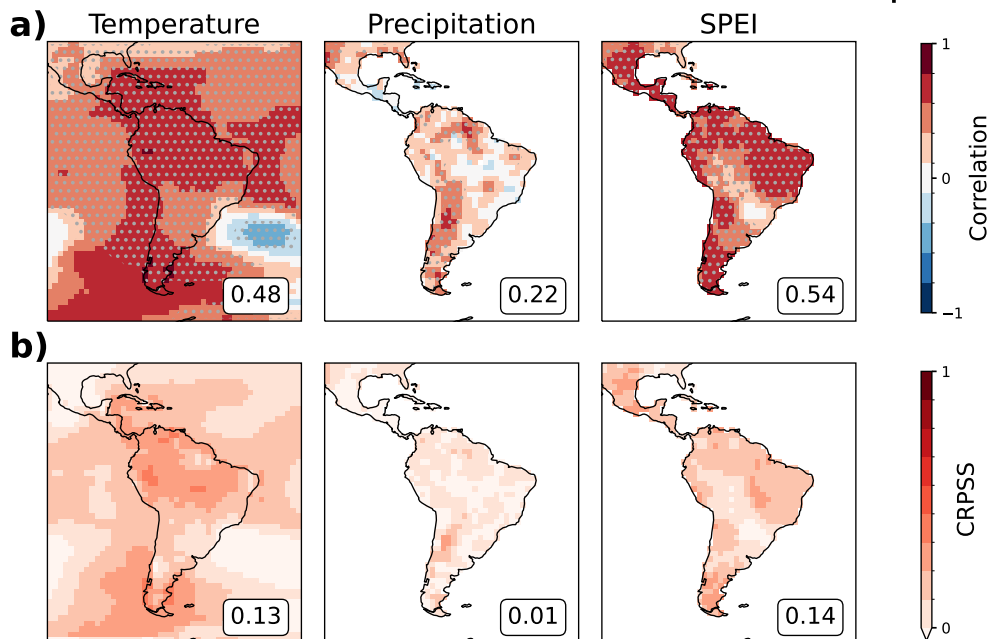 a)
Temperature
Precipitation
SPEI
0.48
0.22
0.54
1
0
−1
Correlation
b)
0.13
0.01
0.14
1
0
CRPSS